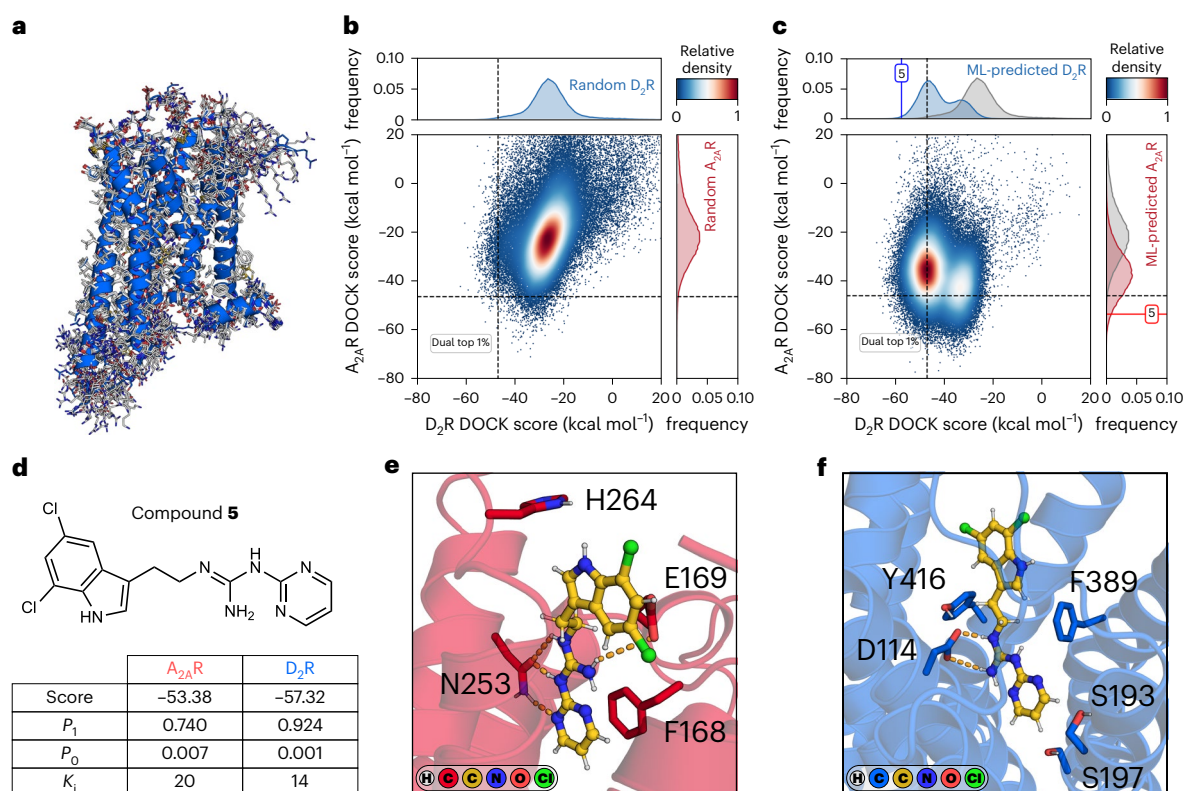 a
b
0.10
0.05
0
frequency
Random D2R
Relative
density
0 1
20
0
−20
−40
−60
−80
A2AR DOCK score (kcal mol−1)
Dual top 1%
−80 −60 −40 −20 0 20
D2R DOCK score (kcal mol−1)
Random A2AR
0 0.05 0.10
frequency
c
0.10
0.05
0
frequency
5
ML-predicted D2R
Relative
density
0 1
20
0
−20
−40
−60
−80
A2AR DOCK score (kcal mol−1)
Dual top 1%
−80 −60 −40 −20 0 20
D2R DOCK score (kcal mol−1)
ML-predicted A2AR
5
0 0.05 0.10
frequency
d
Compound 5
Cl
Cl
HN
N
NH2
H
N
N
N
A2AR D2R
Score −53.38 −57.32
P1 0.740 0.924
P0 0.007 0.001
Ki 20 14
e
H264
E169
N253
F168
H C C N O Cl
f
Y416
F389
D114
S193
S197
H C C N O Cl